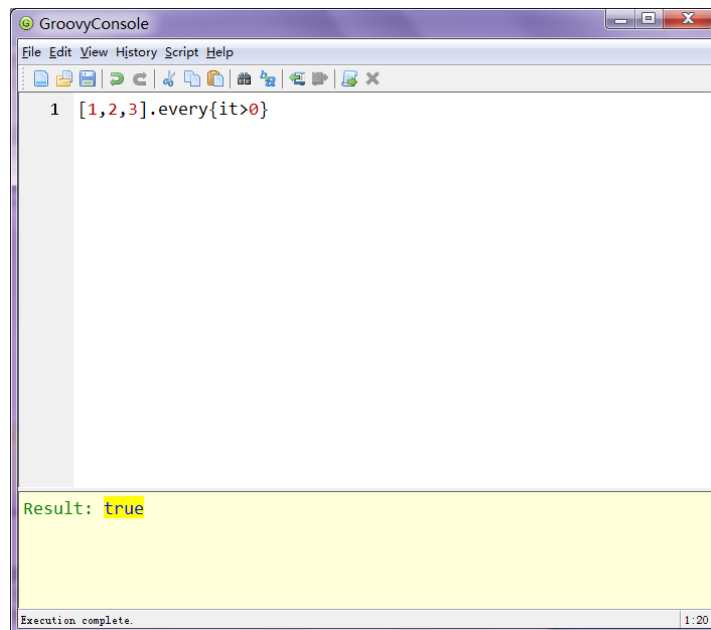 GroovyConsole
File Edit View History Script Help
1 [1,2,3].every{it>0}
Result: true
Execution complete. 1:20